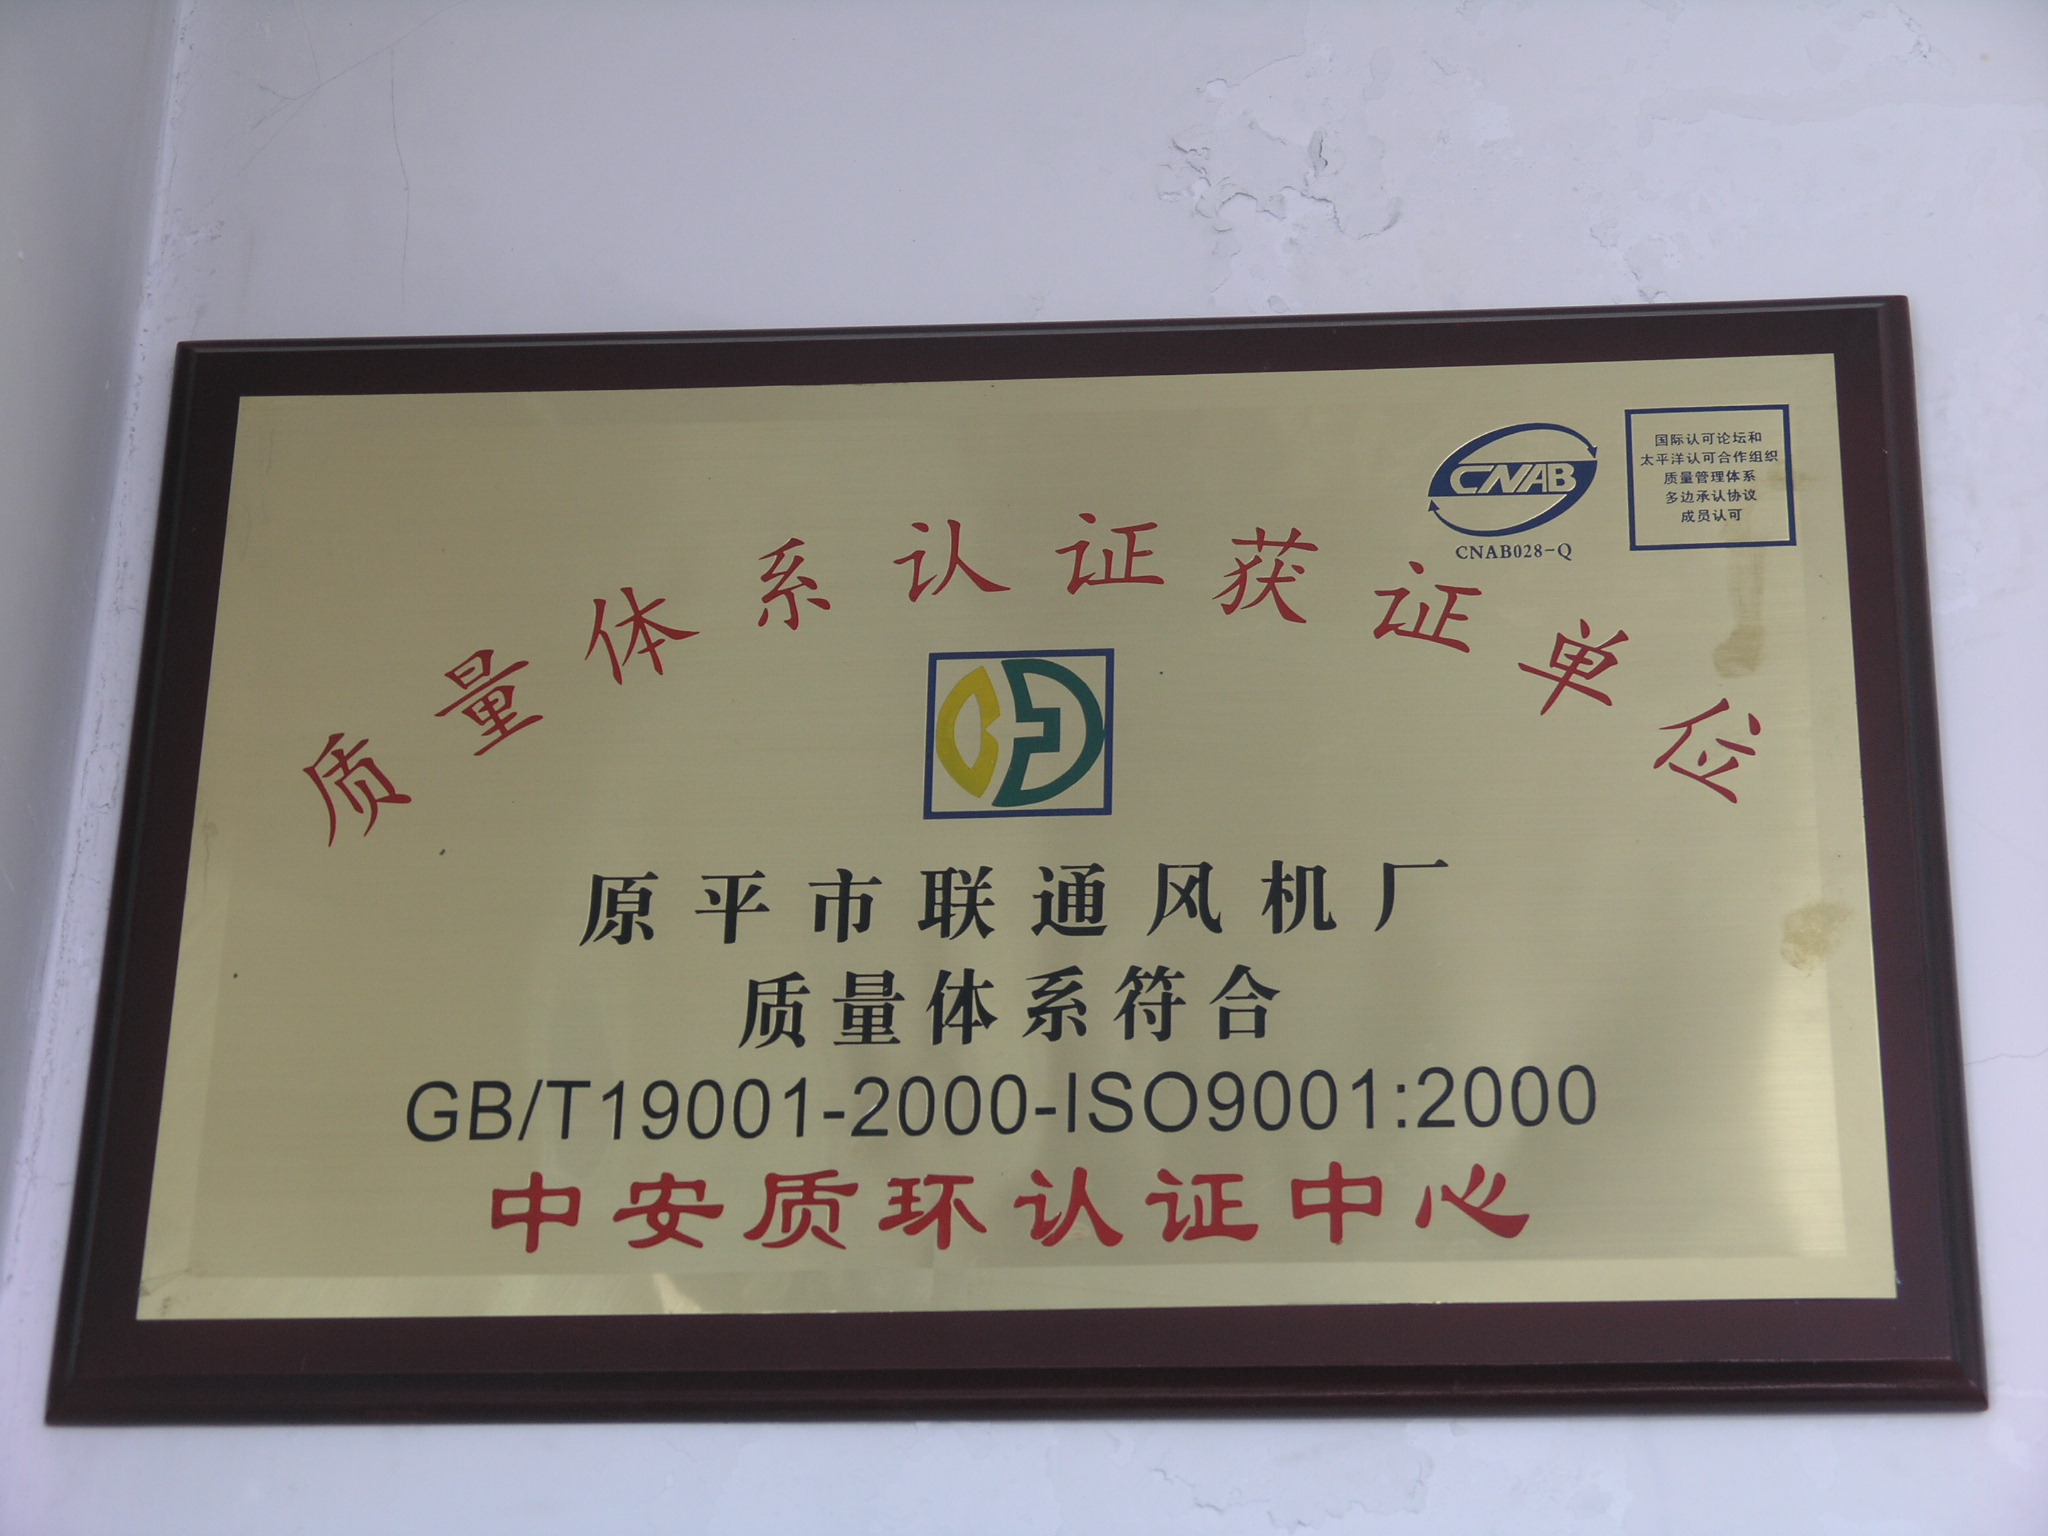 CNAB
CNAB028-Q
国际认可论坛和
太平洋认可合作组织
质量管理体系
多边承认协议
成员认可
质量体系认证获证单位
原平市联通风机厂
质量体系符合
GB/T19001-2000-ISO9001:2000
中安质环认证中心